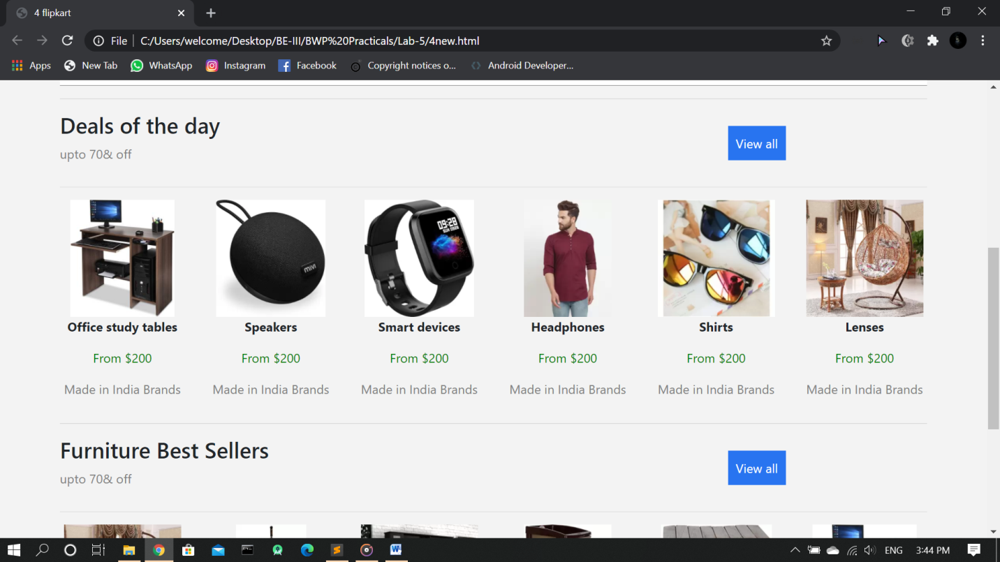 4 flipkart
File C:/Users/welcome/Desktop/BE-III/BWP%20Practicals/Lab-5/4new.html
Apps New Tab WhatsApp Instagram Facebook Copyright notices o... Android Developer...
Deals of the day
upto 70& off
View all
mivi
09:28
Office study tables Speakers Smart devices Headphones Shirts Lenses
From $200 From $200 From $200 From $200 From $200 From $200
Made in India Brands Made in India Brands Made in India Brands Made in India Brands Made in India Brands Made in India Brands
Furniture Best Sellers
upto 70& off
View all
ENG 3:44 PM